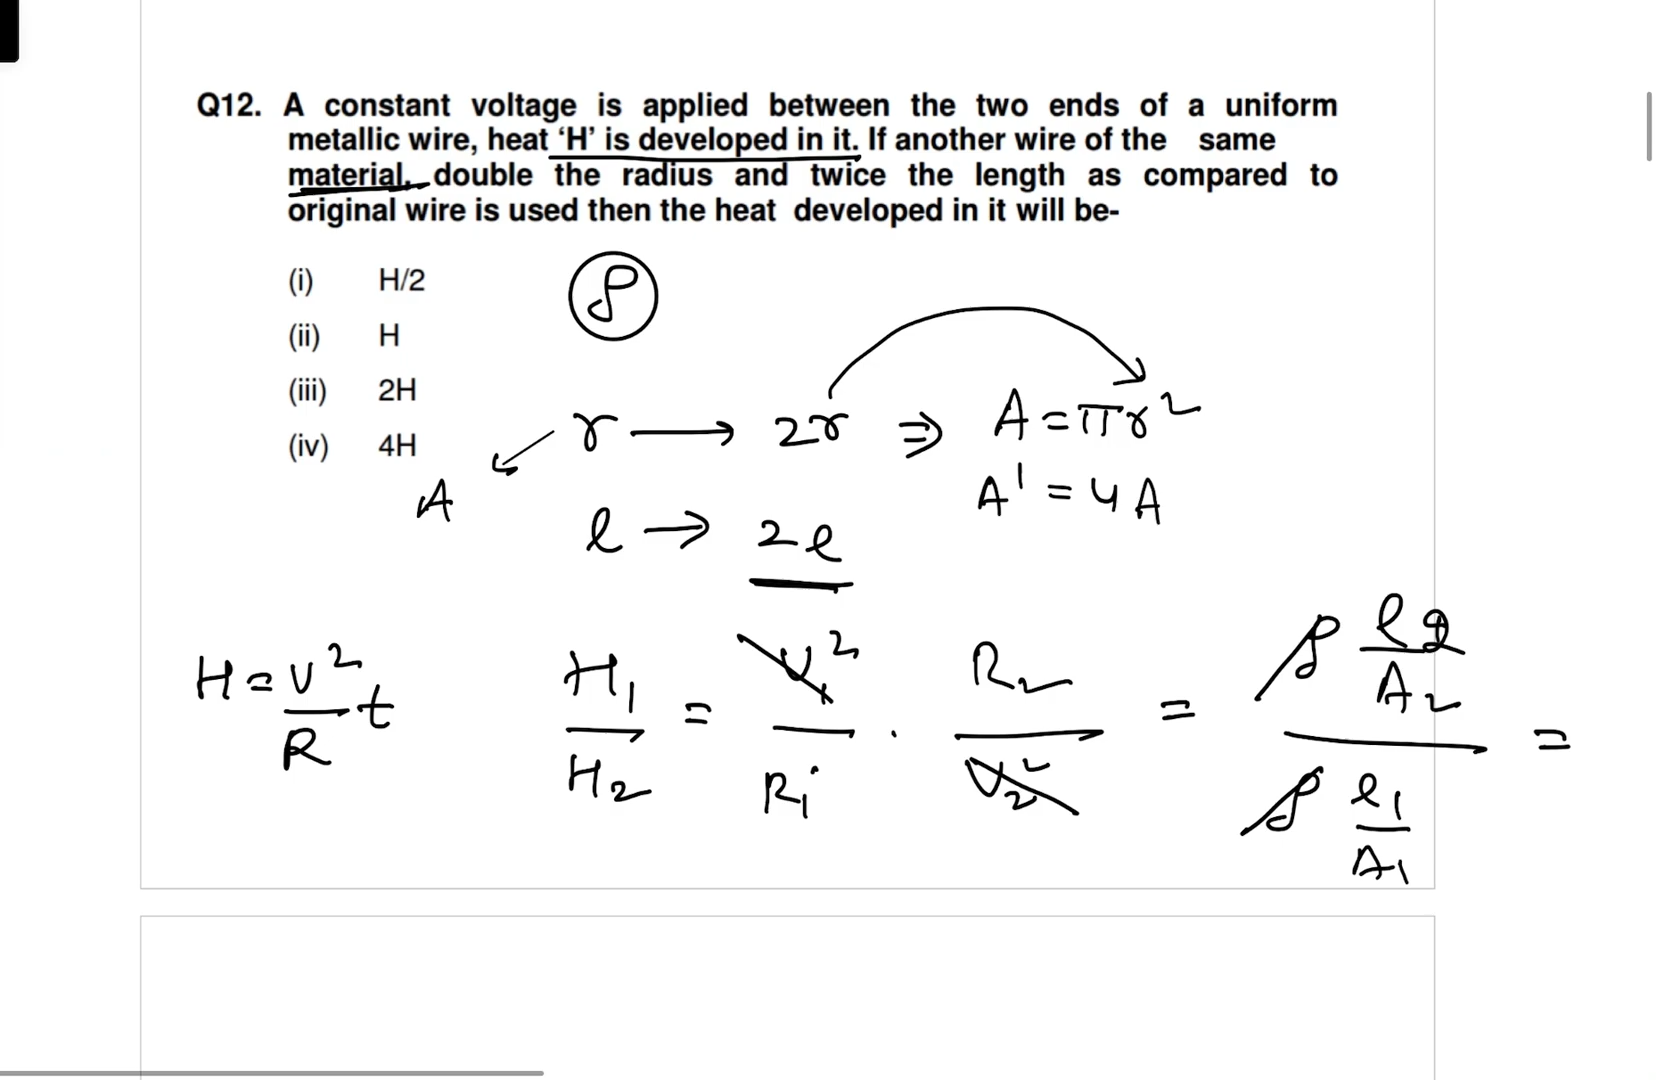 Q12. A constant voltage is applied between the two ends of a uniform
metallic wire, heat ‘H’ is developed in it. If another wire of the same
material, double the radius and twice the length as compared to
original wire is used then the heat developed in it will be-
(i) H/2
(ii) H
(iii) 2H
(iv) 4H
ρ
r → 2r ⇒ A = πr²
A
A' = 4A
l → 2l
H = V²/R t
H₁/H₂ = V₁²/R₁ · R₂/V₂² = ρ l₂/A₂ / ρ l₁/A₁ =